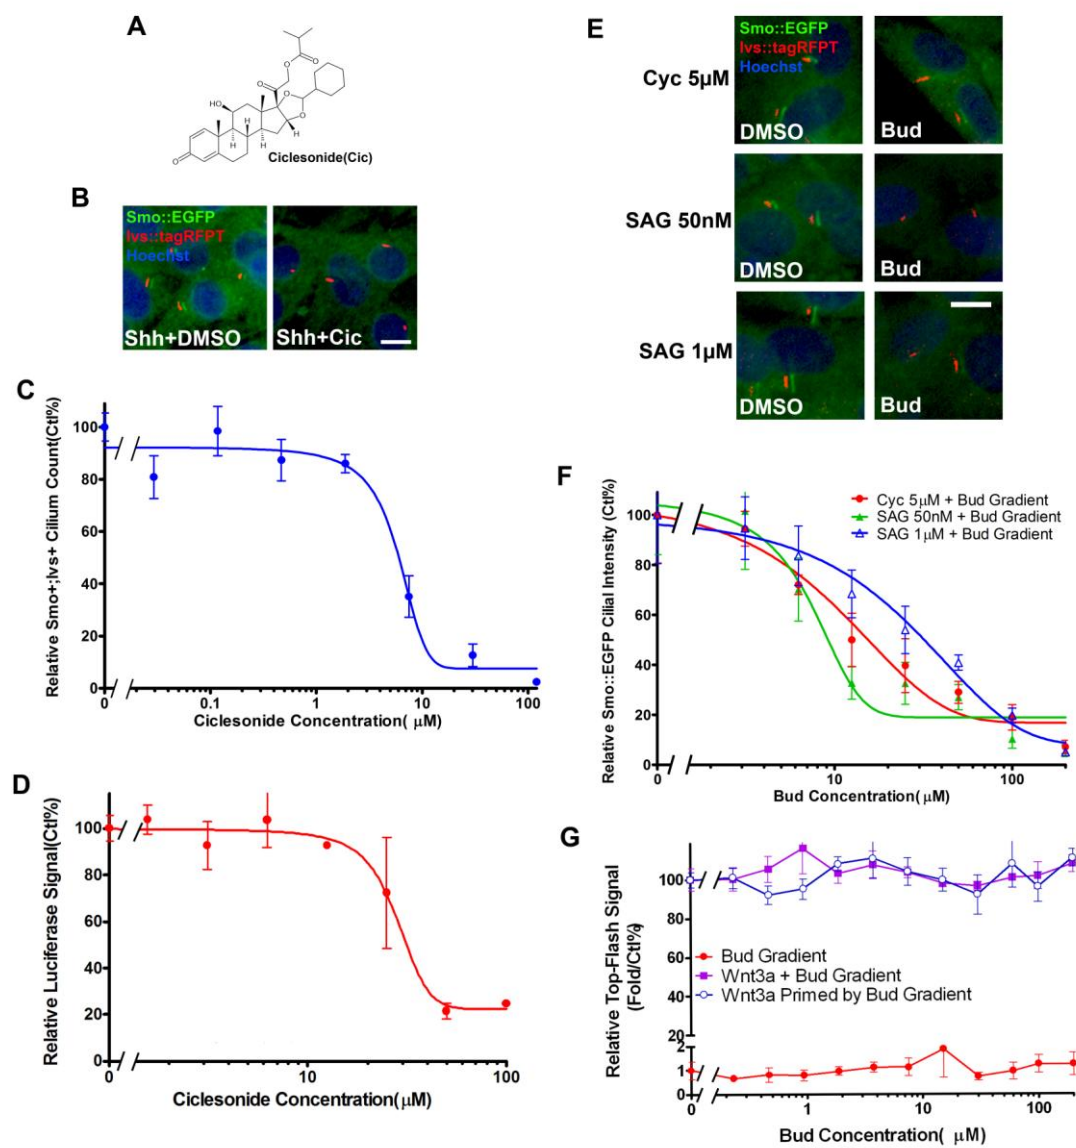 A
HO
O
O
O
O
O
O
H
H
H
H
Ciclesonide(Cic)
B
Smo::EGFP
Ivs::tagRFPT
Hoechst
Shh+DMSO
Shh+Cic
C
Relative Smo+;Ivs+ Cilium Count(Ctl%)
100
80
60
40
20
0
0 0.1 1 10 100
Ciclesonide Concentration( μM)
D
Relative Luciferase Signal(Ctl%)
100
80
60
40
20
0
0 10 100
Ciclesonide Concentration(μM)
E
Smo::EGFP
Ivs::tagRFPT
Hoechst
Cyc 5μM
DMSO
Bud
SAG 50nM
DMSO
Bud
SAG 1μM
DMSO
Bud
F
Relative Smo::EGFP Cilial Intensity (Ctl%)
100
80
60
40
20
0
Cyc 5μM + Bud Gradient
SAG 50nM + Bud Gradient
SAG 1μM + Bud Gradient
0 10 100
Bud Concentration( μM)
G
Relative Top-Flash Signal
(Fold/Ctl%)
100
80
60
40
20
2
1
0
Bud Gradient
Wnt3a + Bud Gradient
Wnt3a Primed by Bud Gradient
0 1 10 100
Bud Concentration( μM)